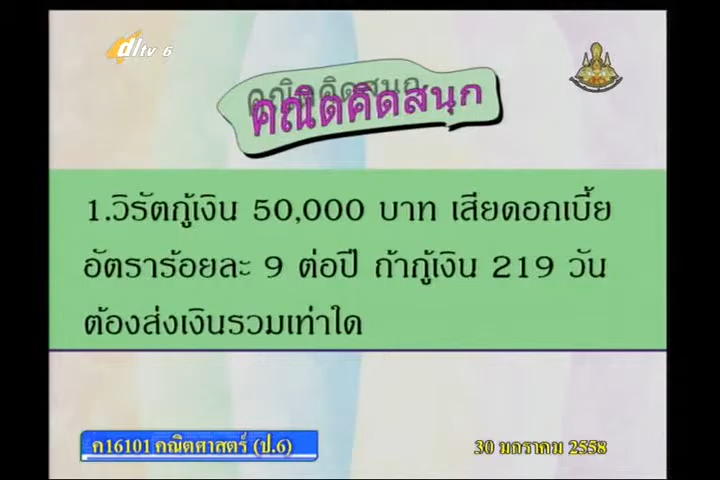 dltv 6
คณิตคิดสนุก
1.วิรัตกู้เงิน 50,000 บาท เสียดอกเบี้ย
อัตราร้อยละ 9 ต่อปี ถ้ากู้เงิน 219 วัน
ต้องส่งเงินรวมเท่าใด
ค16101 คณิตศาสตร์ (ป.6)
30 มกราคม 2558